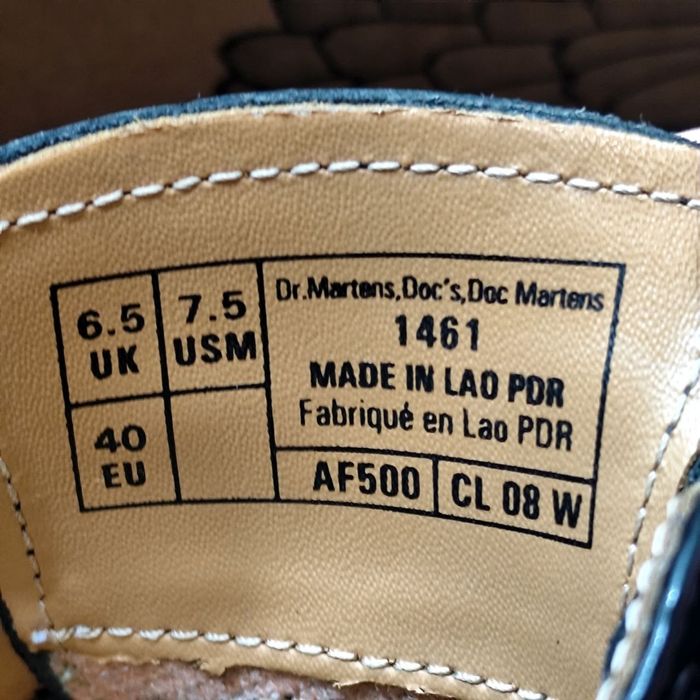 6.5
UK
7.5
USM
40
EU
Dr.Martens,Doc's,Doc Martens
1461
MADE IN LAO PDR
Fabriqué en Lao PDR
AF500
CL 08 W